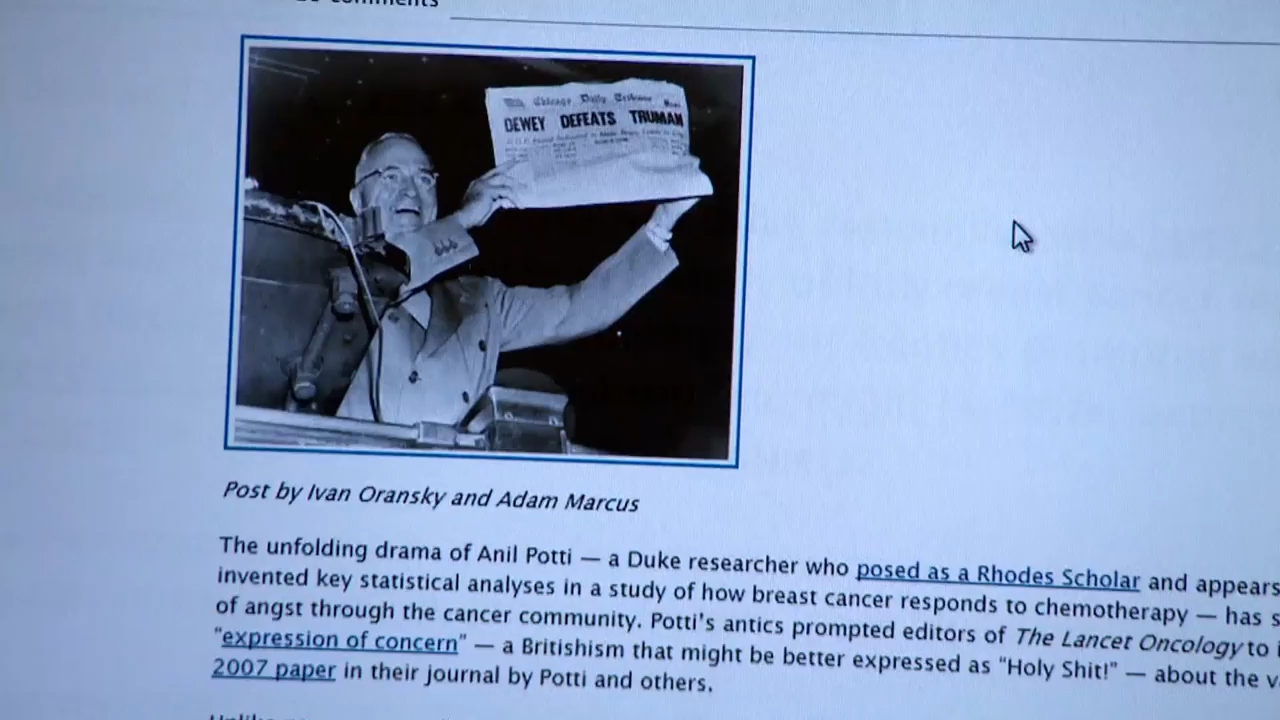 comments
Chicago Daily Tribune
DEWEY DEFEATS TRUMAN
Post by Ivan Oransky and Adam Marcus
The unfolding drama of Anil Potti — a Duke researcher who posed as a Rhodes Scholar and appears
invented key statistical analyses in a study of how breast cancer responds to chemotherapy — has s
of angst through the cancer community. Potti's antics prompted editors of The Lancet Oncology to i
"expression of concern" — a Britishism that might be better expressed as "Holy Shit!" — about the v
2007 paper in their journal by Potti and others.